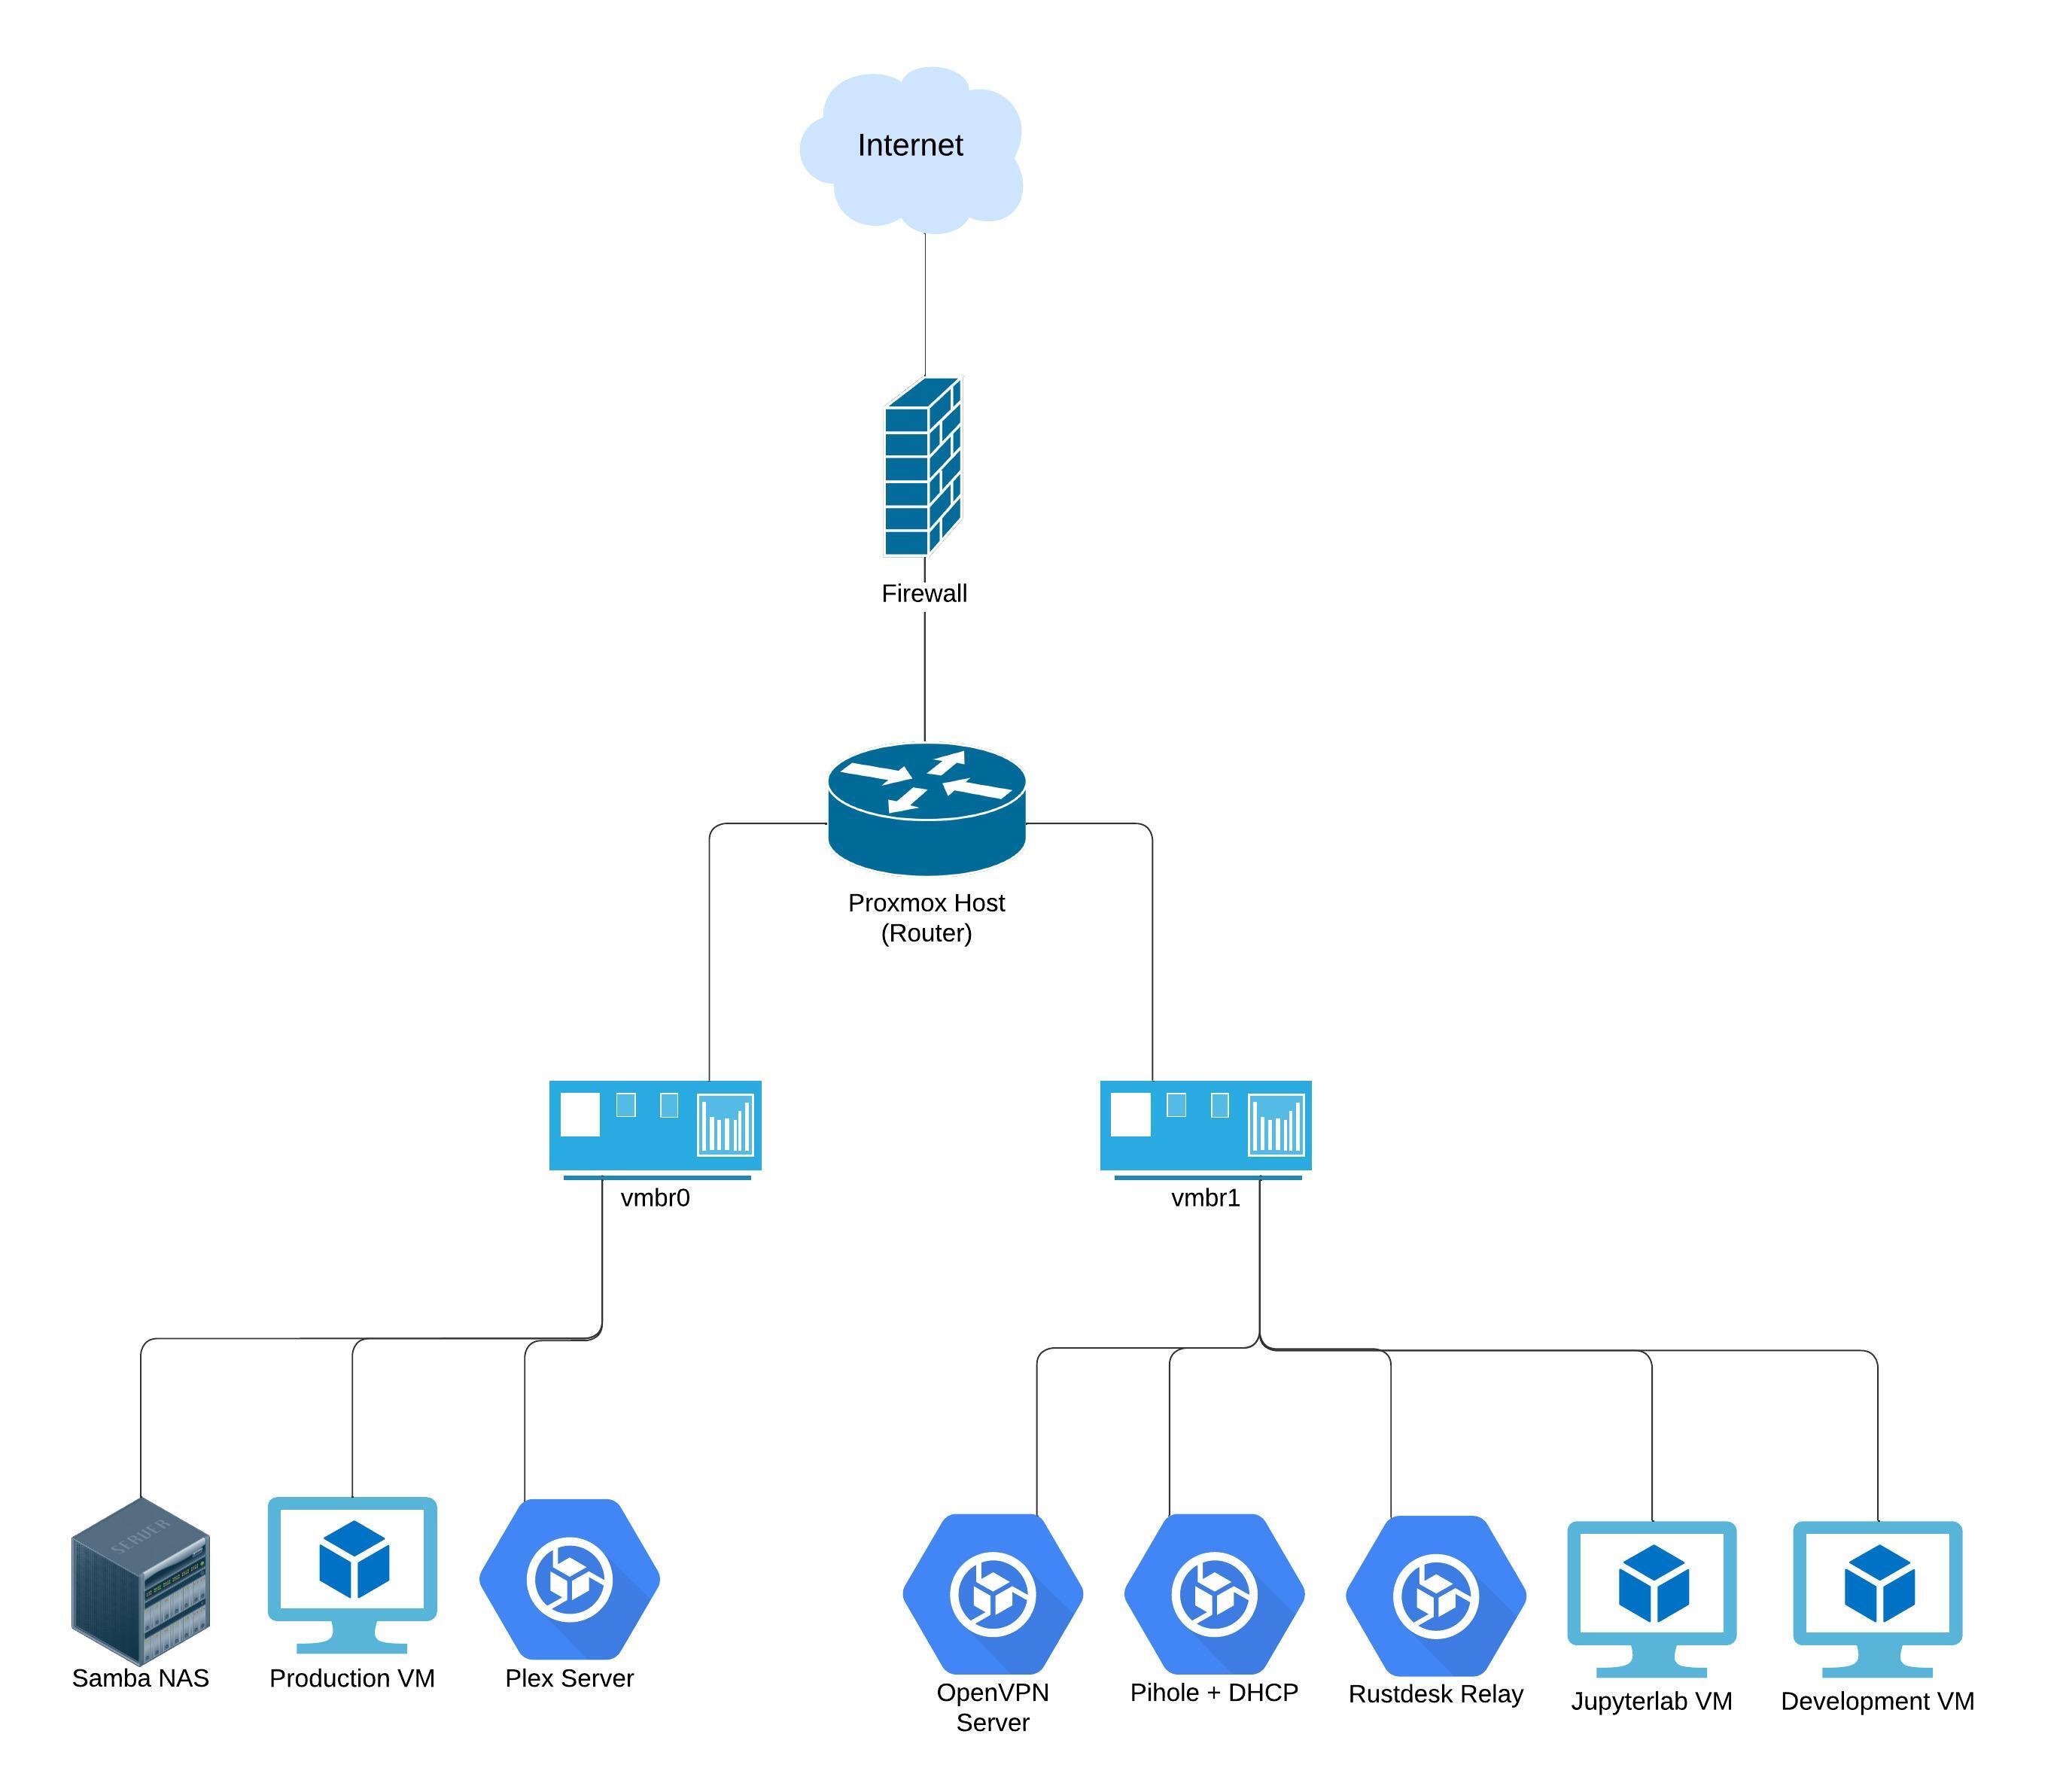 Internet
Firewall
Proxmox Host
(Router)
vmbr0
vmbr1
SERVER
Samba NAS
Production VM
Plex Server
OpenVPN
Server
Pihole + DHCP
Rustdesk Relay
Jupyterlab VM
Development VM